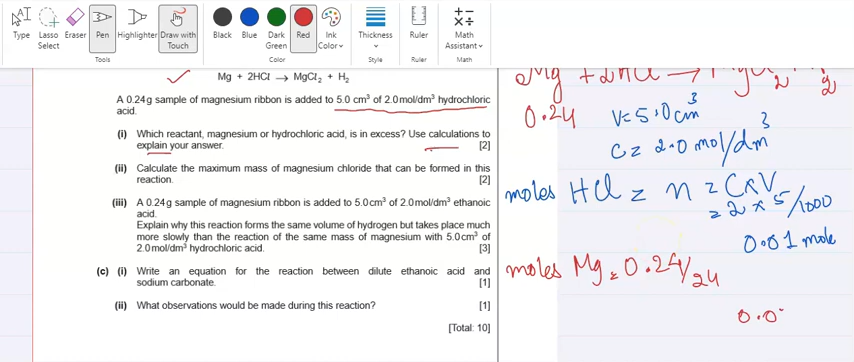 Type
Lasso Select
Eraser
Pen
Highlighter
Draw with Touch
Black
Blue
Dark Green
Red
Ink Color
Thickness
Ruler
Math Assistant
Tools
Color
Style
Ruler
Math
Mg + 2HCl → MgCl₂ + H₂
A 0.24 g sample of magnesium ribbon is added to 5.0 cm³ of 2.0 mol/dm³ hydrochloric
acid.
(i) Which reactant, magnesium or hydrochloric acid, is in excess? Use calculations to
explain your answer. [2]
(ii) Calculate the maximum mass of magnesium chloride that can be formed in this
reaction. [2]
(iii) A 0.24 g sample of magnesium ribbon is added to 5.0 cm³ of 2.0 mol/dm³ ethanoic
acid.
Explain why this reaction forms the same volume of hydrogen but takes place much
more slowly than the reaction of the same mass of magnesium with 5.0 cm³ of
2.0 mol/dm³ hydrochloric acid. [3]
(c) (i) Write an equation for the reaction between dilute ethanoic acid and
sodium carbonate. [1]
(ii) What observations would be made during this reaction? [1]
[Total: 10]
Mg + 2HCl → MgCl₂ + H₂
0.24 V = 5.0 cm³
C = 2.0 mol/dm³
moles HCl = n = C×V
= 2 × 5/1000
0.01 mole
moles Mg = 0.24/24
0.0